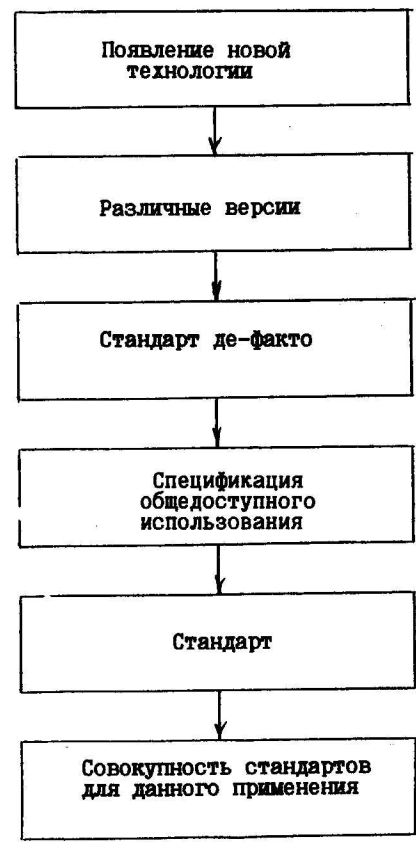 Появление новой
технологии
Различные версии
Стандарт де-факто
Спецификация
общедоступного
использования
Стандарт
Совокупность стандартов
для данного применения